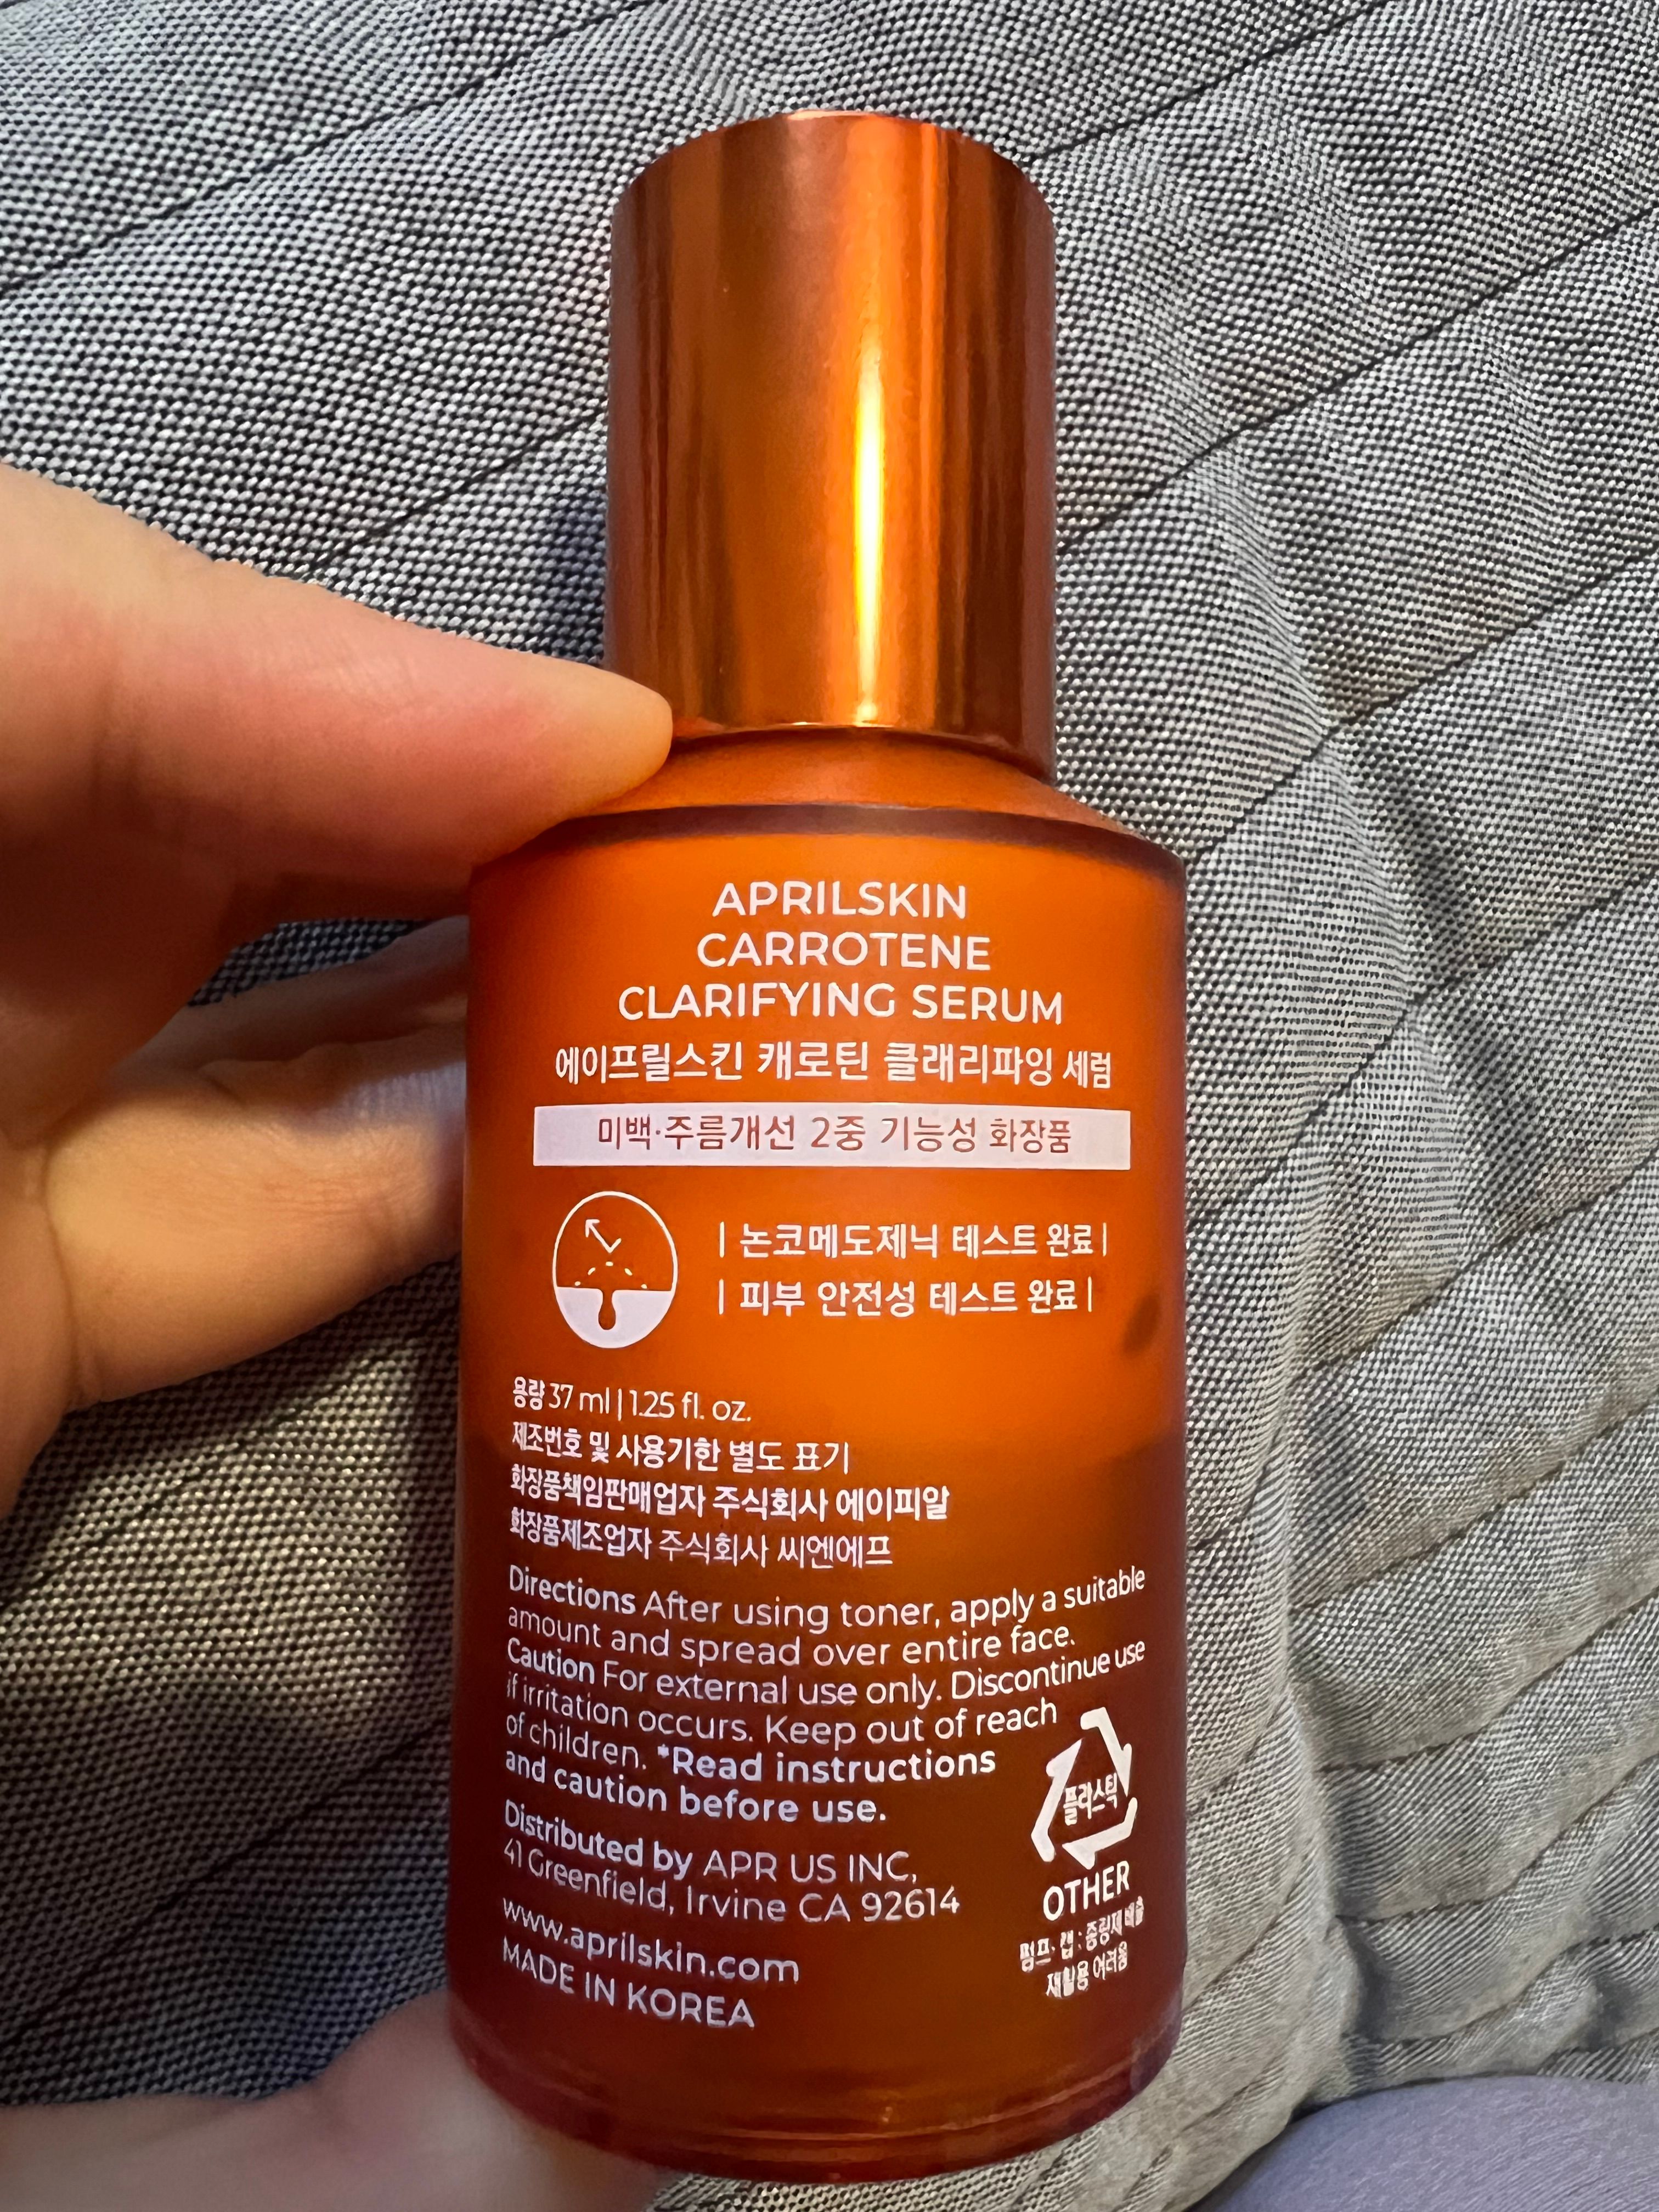 APRILSKIN
CARROTENE
CLARIFYING SERUM
에이프릴스킨 캐로틴 클래리파잉 세럼
미백·주름개선 2중 기능성 화장품
| 논코메도제닉 테스트 완료 |
| 피부 안전성 테스트 완료 |
용량 37 ml | 1.25 fl. oz.
제조번호 및 사용기한 별도 표기
화장품책임판매업자 주식회사 에이피알
화장품제조업자 주식회사 씨엔에프
Directions After using toner, apply a suitable
amount and spread over entire face.
Caution For external use only. Discontinue use
if irritation occurs. Keep out of reach
of children. *Read instructions
and caution before use.
Distributed by APR US INC,
41 Greenfield, Irvine CA 92614
www.aprilskin.com
MADE IN KOREA
플라스틱
OTHER
펌프·캡 : 종량제 배출
재활용 어려움